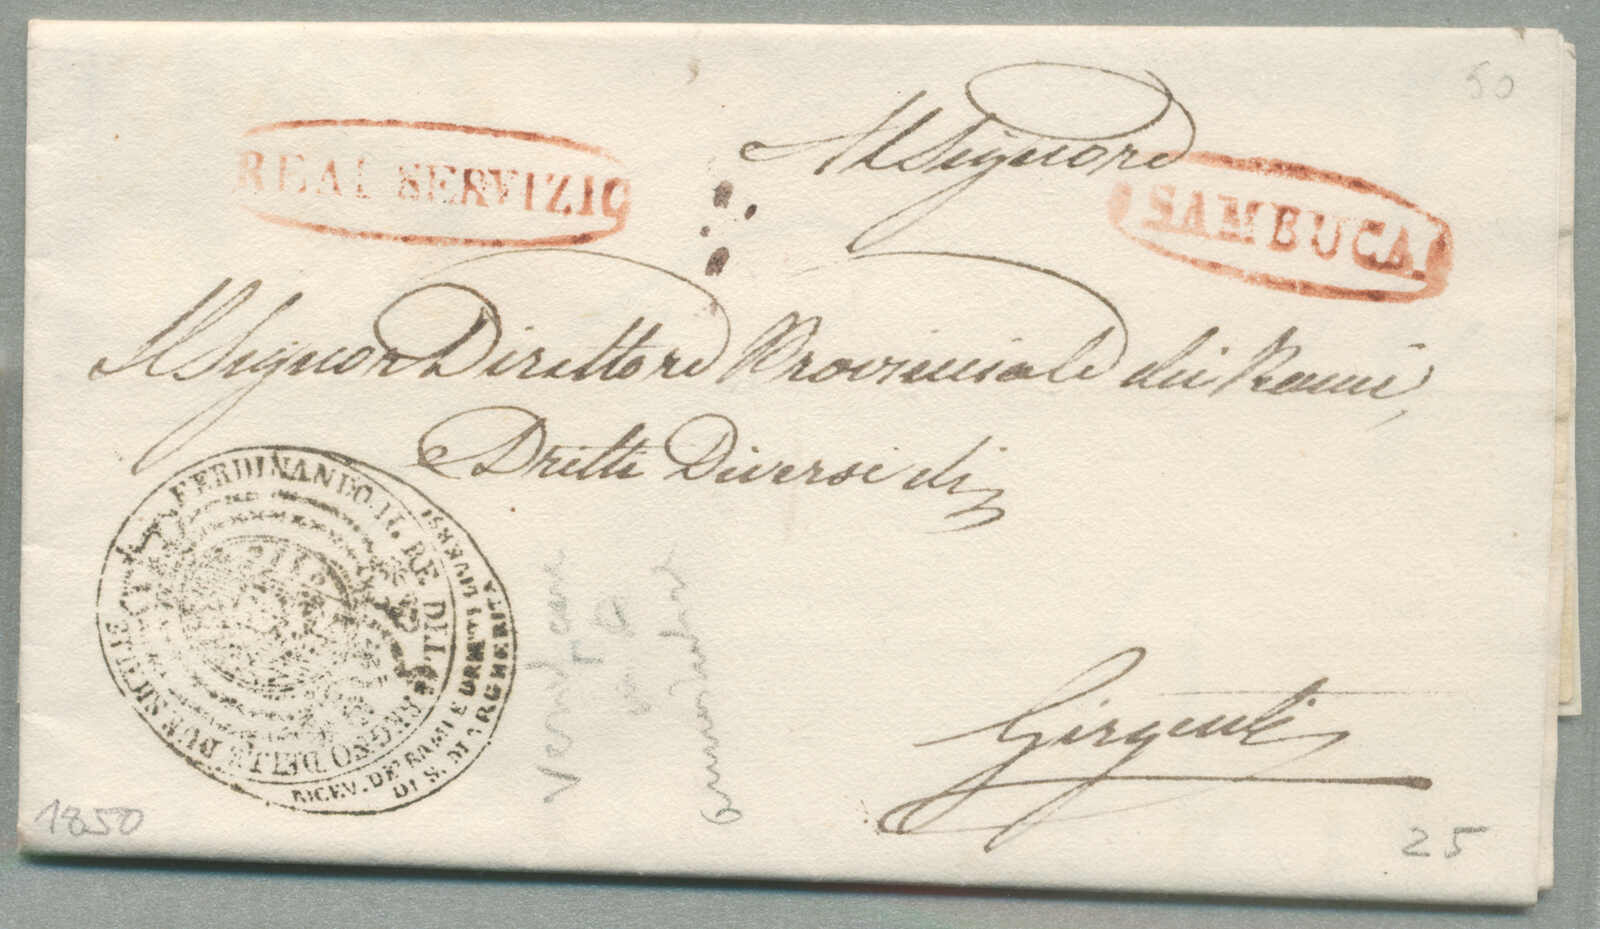 50
Al Signore
REAL SERVIZIO
SAMBUCA.
Il Signor Direttore Provinciale dei Rami,
Dritti Diversi di
FERDINANDO. II. RE. DEL REGNO DELLE DUE SICILIE
RICEV. DE' RAMI E DRITTI DIVERSI
DI S. MARGHERITA
Girgenti
1850
25